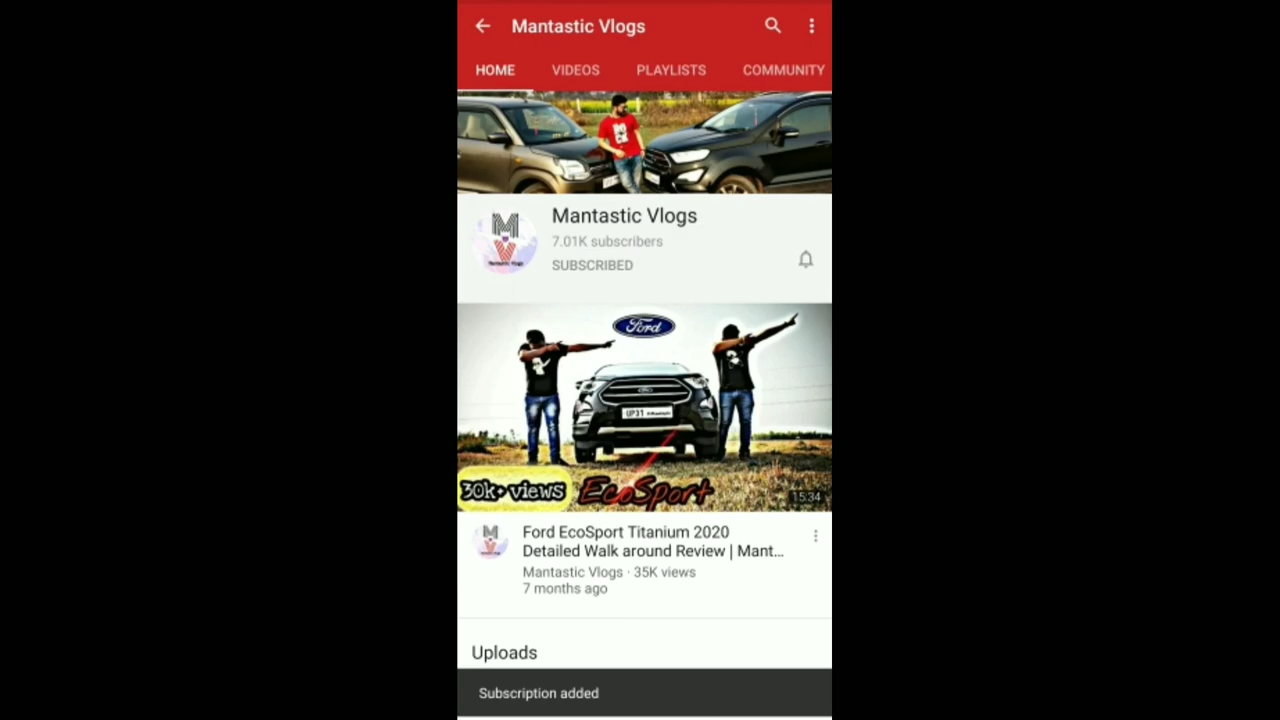 Mantastic Vlogs
HOME VIDEOS PLAYLISTS COMMUNITY
Mantastic Vlogs
7.01K subscribers
SUBSCRIBED
Ford
UP31
30k+ views EcoSport
15:34
Ford EcoSport Titanium 2020
Detailed Walk around Review | Mant...
Mantastic Vlogs · 35K views
7 months ago
Uploads
Subscription added